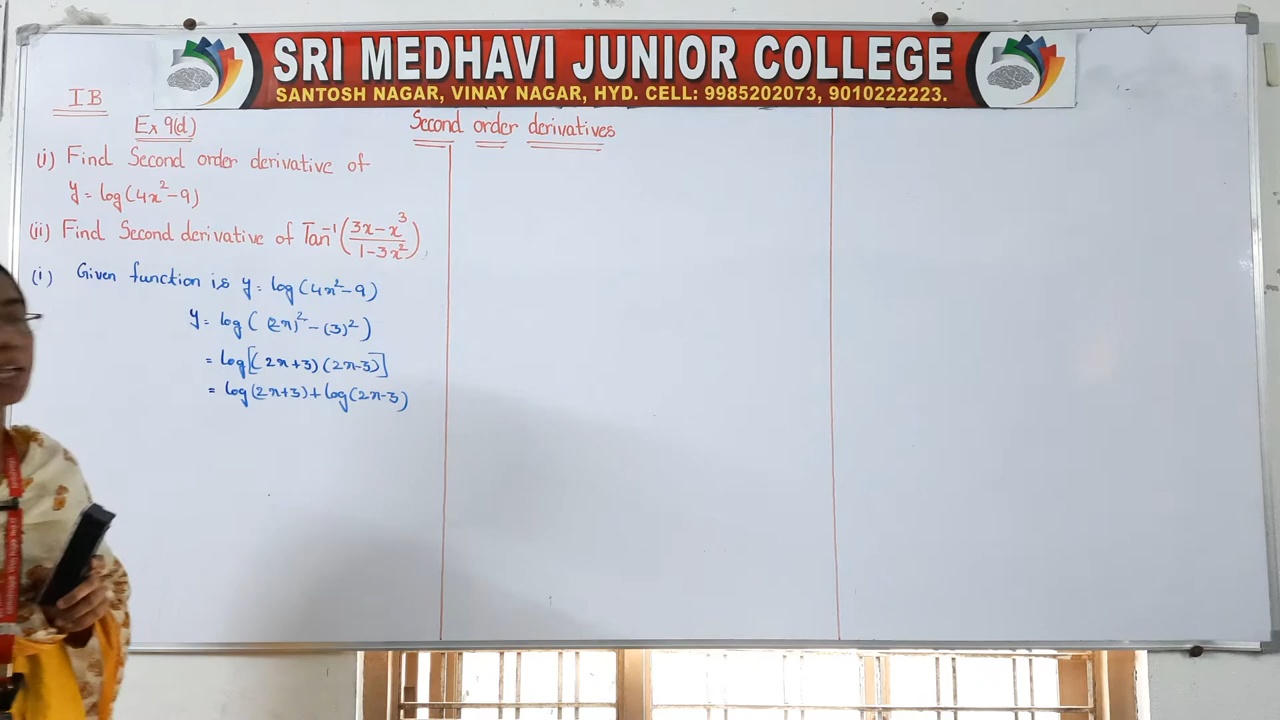 SRI MEDHAVI JUNIOR COLLEGE
SANTOSH NAGAR, VINAY NAGAR, HYD. CELL: 9985202073, 9010222223.
I B
Ex 9(d)
Second order derivatives
(i) Find Second order derivative of
y = log(4x²-9)
(ii) Find Second derivative of Tan⁻¹((3x-x³)/(1-3x²))
(i) Given function is y = log(4x²-9)
y = log((2x)²-(3)²)
= log[(2x+3)(2x-3)]
= log(2x+3)+log(2x-3)